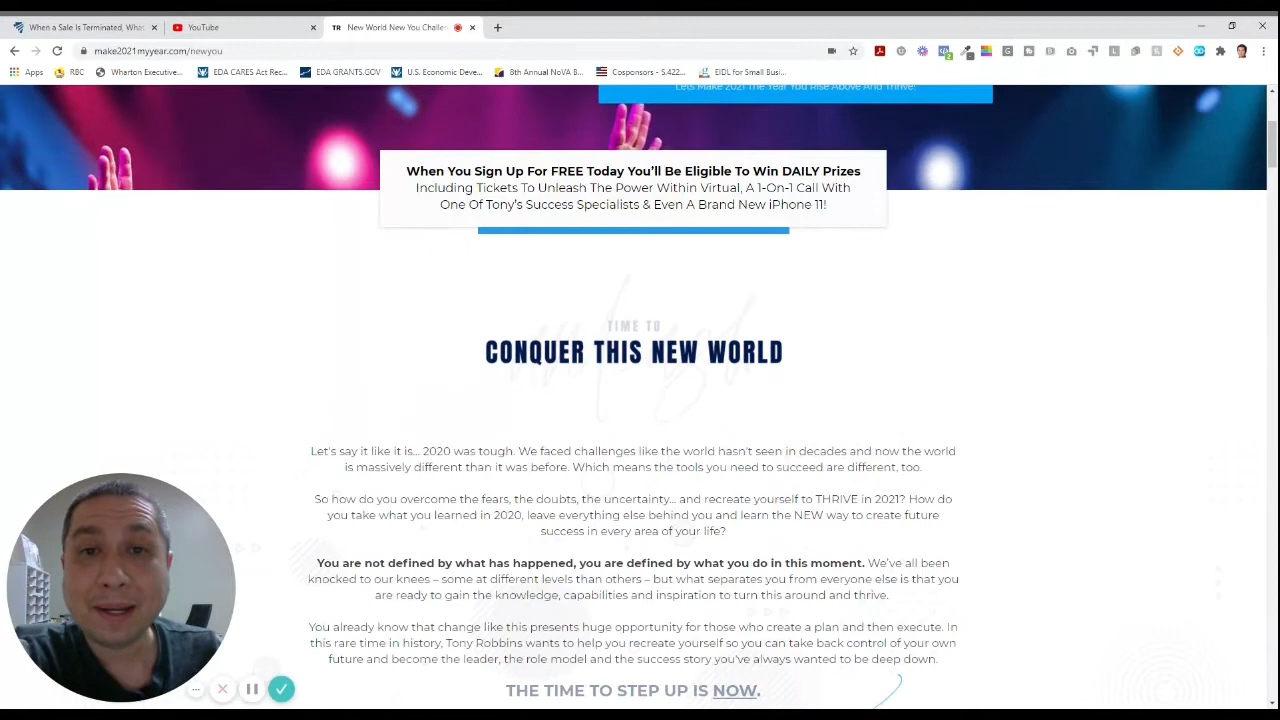 When a Sale Is Terminated, What
YouTube
TR New World New You Challen
make2021myyear.com/newyou
Apps
RBC
Wharton Executive...
EDA CARES Act Rec...
EDA GRANTS.GOV
U.S. Economic Deve...
8th Annual NoVA B...
Cosponsors - S.422...
EIDL for Small Busi...
Lets Make 2021 The Year You Rise Above And Thrive!
When You Sign Up For FREE Today You'll Be Eligible To Win DAILY Prizes
Including Tickets To Unleash The Power Within Virtual, A 1-On-1 Call With
One Of Tony's Success Specialists & Even A Brand New iPhone 11!
TIME TO
CONQUER THIS NEW WORLD
Let's say it like it is... 2020 was tough. We faced challenges like the world hasn't seen in decades and now the world
is massively different than it was before. Which means the tools you need to succeed are different, too.
So how do you overcome the fears, the doubts, the uncertainty... and recreate yourself to THRIVE in 2021? How do
you take what you learned in 2020, leave everything else behind you and learn the NEW way to create future
success in every area of your life?
You are not defined by what has happened, you are defined by what you do in this moment. We've all been
knocked to our knees – some at different levels than others – but what separates you from everyone else is that you
are ready to gain the knowledge, capabilities and inspiration to turn this around and thrive.
You already know that change like this presents huge opportunity for those who create a plan and then execute. In
this rare time in history, Tony Robbins wants to help you recreate yourself so you can take back control of your own
future and become the leader, the role model and the success story you've always wanted to be deep down.
THE TIME TO STEP UP IS NOW.